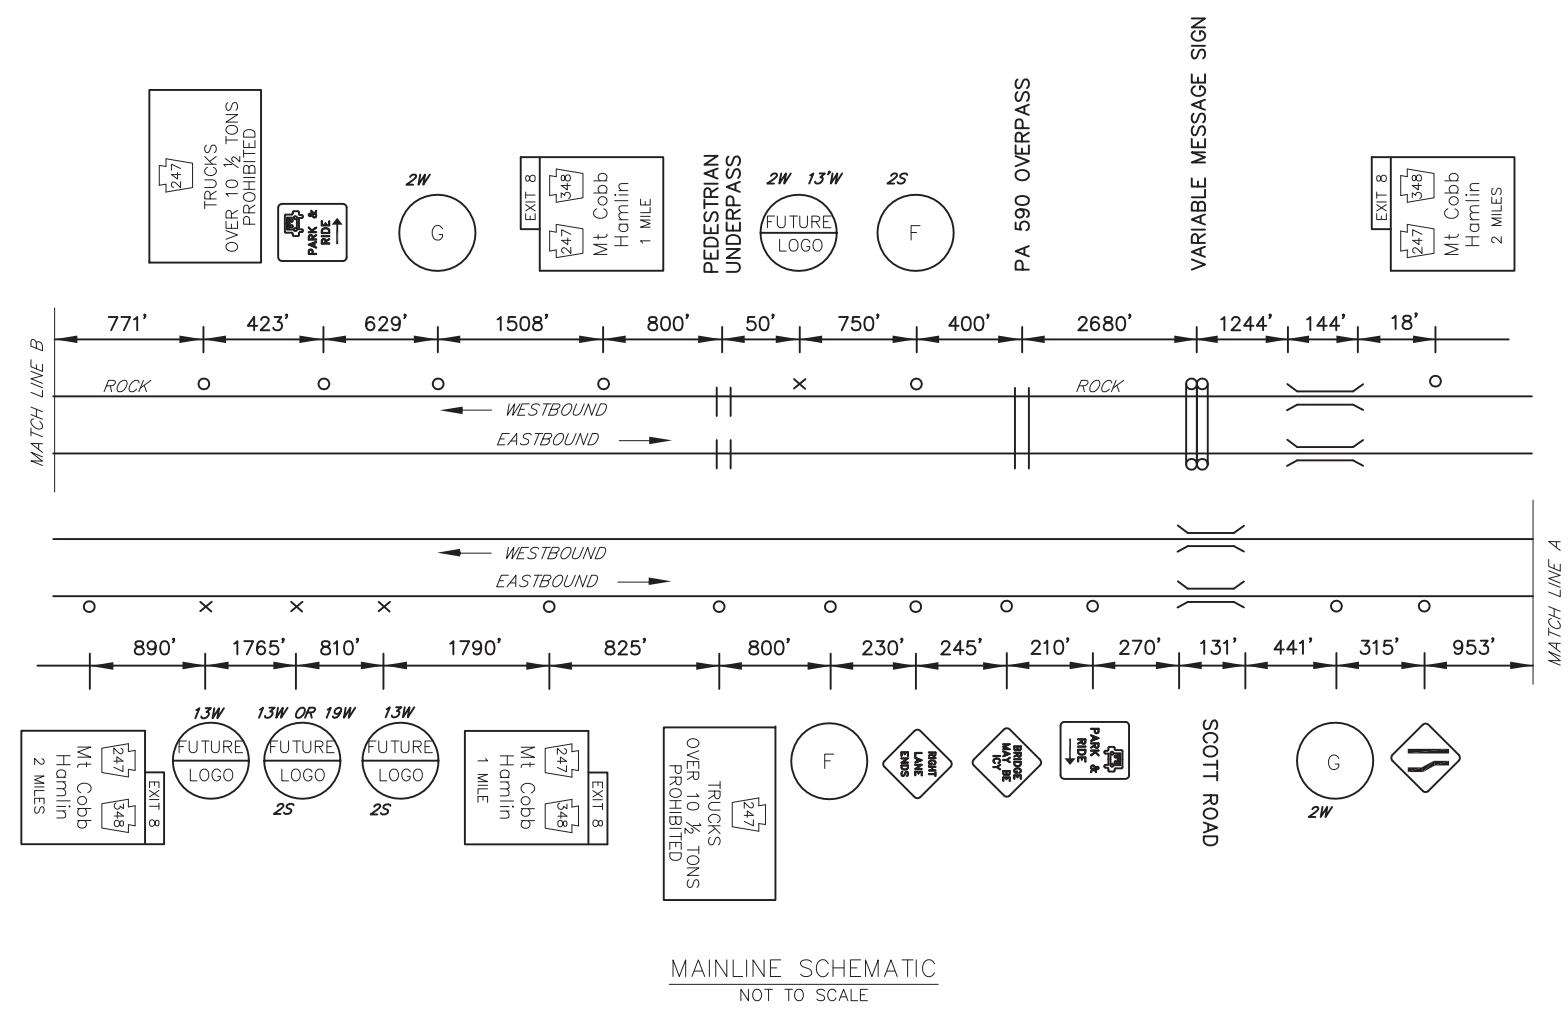 247
TRUCKS
OVER 10 ½ TONS
PROHIBITED
PARK &
RIDE
2W
G
EXIT 8
247 348
Mt Cobb
Hamlin
1 MILE
PEDESTRIAN
UNDERPASS
2W 13'W
FUTURE
LOGO
2S
F
PA 590 OVERPASS
VARIABLE MESSAGE SIGN
EXIT 8
247 348
Mt Cobb
Hamlin
2 MILES
771' 423' 629' 1508' 800' 50' 750' 400' 2680' 1244' 144' 18'
MATCH LINE B
ROCK
X
ROCK
WESTBOUND
EASTBOUND
WESTBOUND
EASTBOUND
MATCH LINE A
X X X
890' 1765' 810' 1790' 825' 800' 230' 245' 210' 270' 131' 441' 315' 953'
EXIT 8
247 348
Mt Cobb
Hamlin
2 MILES
13W
FUTURE
LOGO
13W OR 19W
FUTURE
LOGO
2S
13W
FUTURE
LOGO
2S
EXIT 8
247 348
Mt Cobb
Hamlin
1 MILE
247
TRUCKS
OVER 10 ½ TONS
PROHIBITED
F
RIGHT
LANE
ENDS
BRIDGE
MAY BE
ICY
PARK &
RIDE
SCOTT ROAD
G
2W
MAINLINE SCHEMATIC
NOT TO SCALE